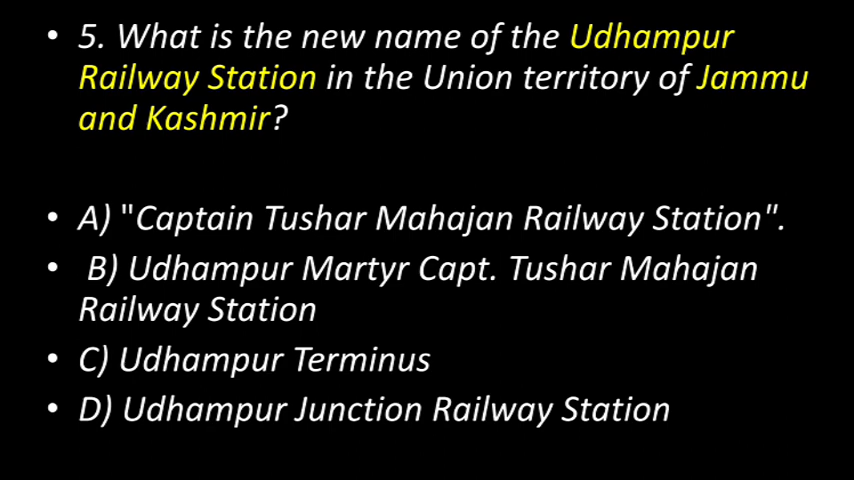 • 5. What is the new name of the Udhampur
Railway Station in the Union territory of Jammu
and Kashmir?
• A) "Captain Tushar Mahajan Railway Station".
• B) Udhampur Martyr Capt. Tushar Mahajan
Railway Station
• C) Udhampur Terminus
• D) Udhampur Junction Railway Station